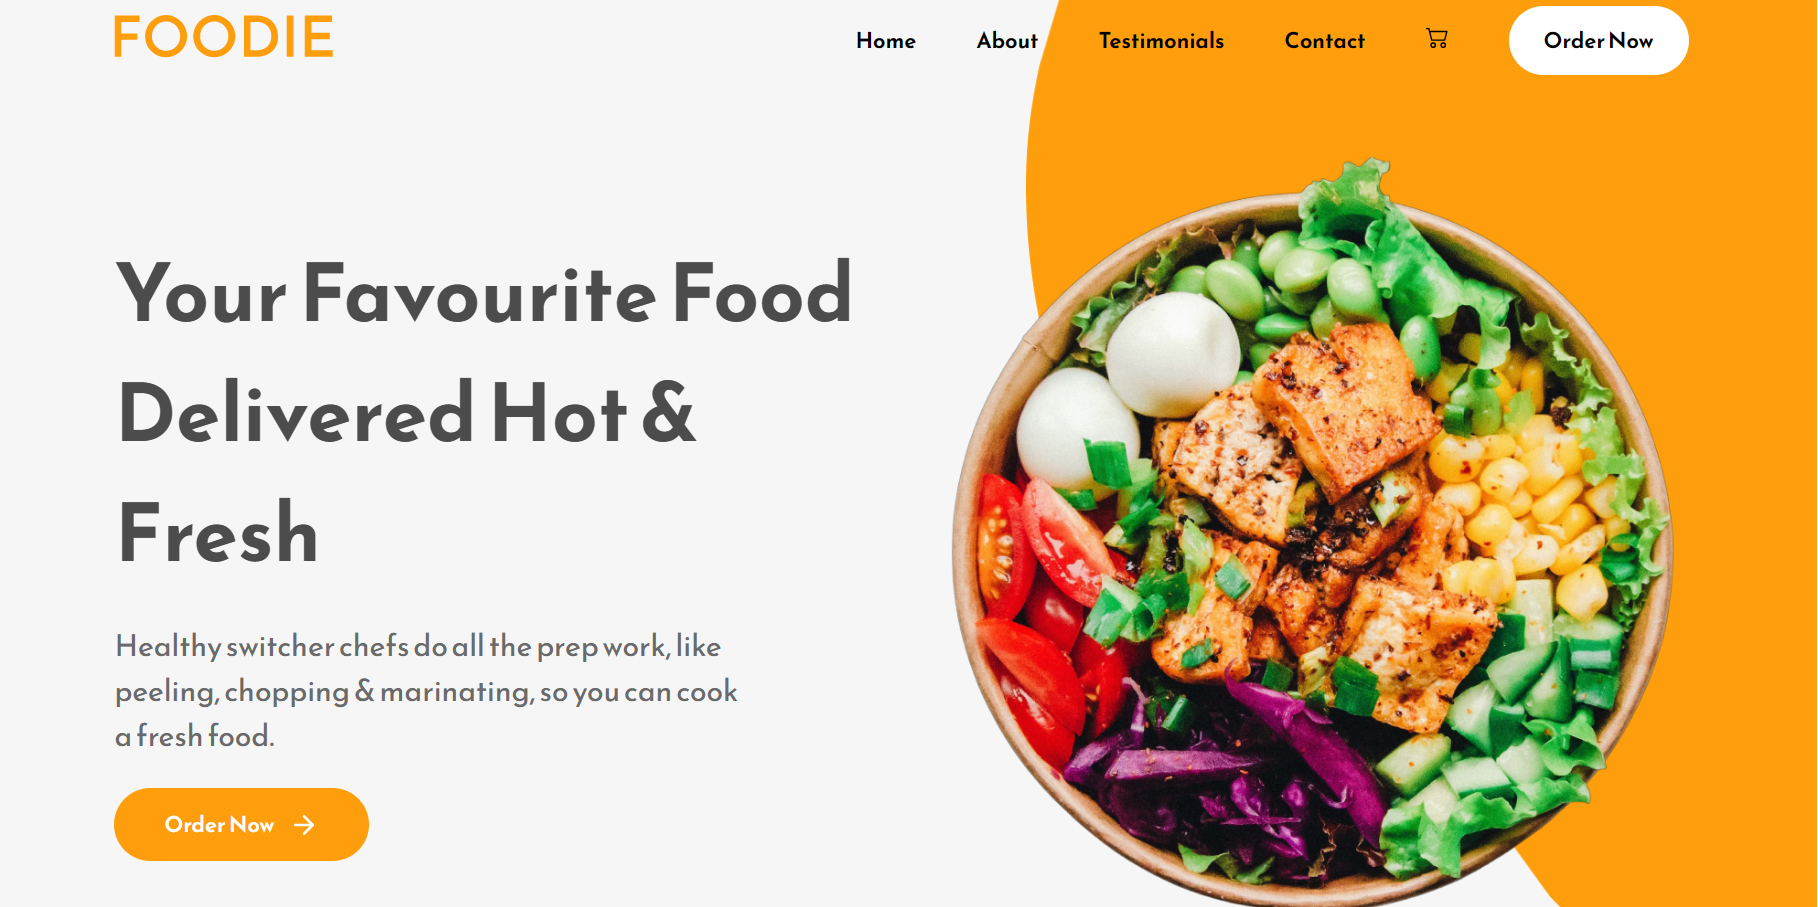 FOODIE
Home About Testimonials Contact Order Now
Your Favourite Food
Delivered Hot &
Fresh
Healthy switcher chefs do all the prep work, like
peeling, chopping & marinating, so you can cook
a fresh food.
Order Now